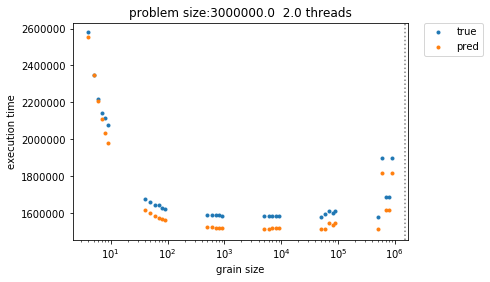 problem size:3000000.0  2.0 threads
true
pred
execution time
2600000
2400000
2200000
2000000
1800000
1600000
10¹ 10² 10³ 10⁴ 10⁵ 10⁶
grain size